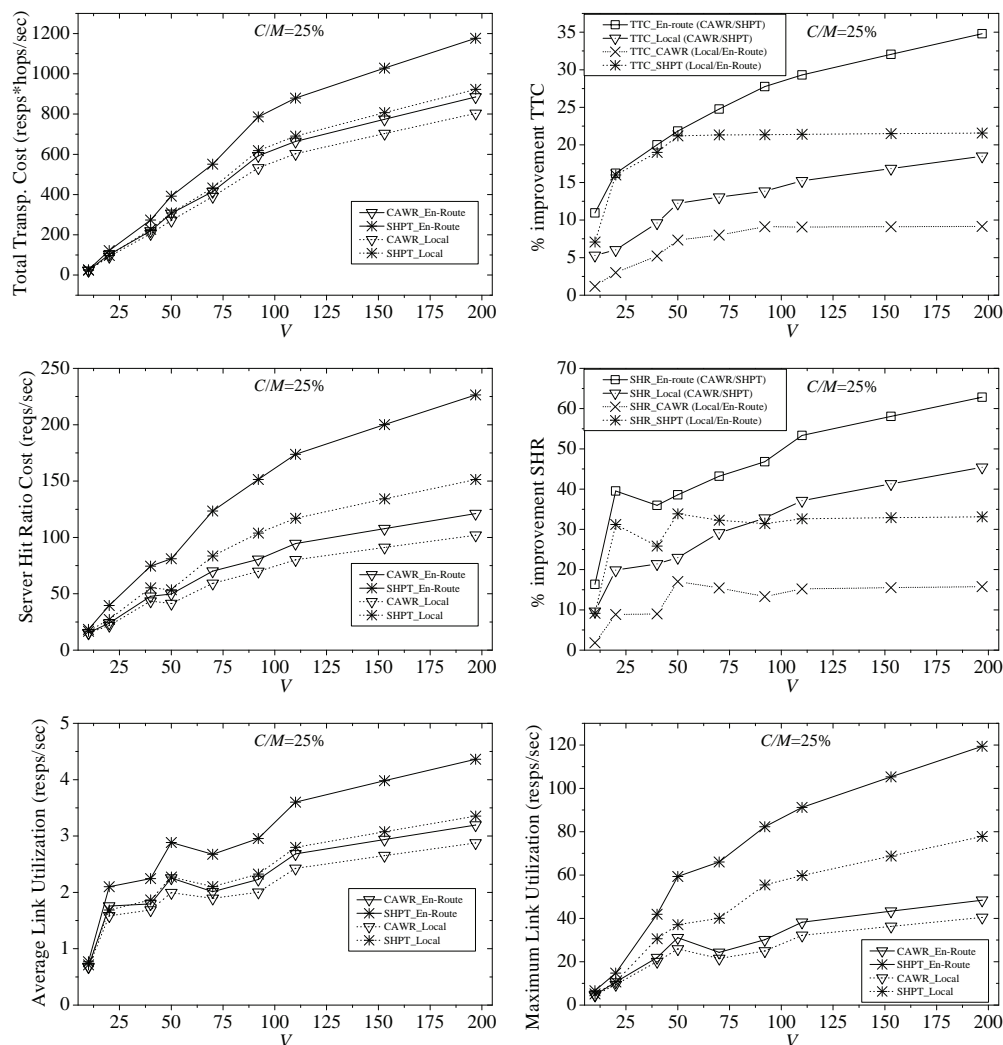 C/M=25%
Total Transp. Cost (resps*hops/sec)
1200
1000
800
600
400
200
0
CAWR_En-Route
SHPT_En-Route
CAWR_Local
SHPT_Local
25 50 75 100 125 150 175 200
V
TTC_En-route (CAWR/SHPT)
TTC_Local (CAWR/SHPT)
TTC_CAWR (Local/En-Route)
TTC_SHPT (Local/En-Route)
C/M=25%
% improvement TTC
35
30
25
20
15
10
5
0
25 50 75 100 125 150 175 200
V
C/M=25%
Server Hit Ratio Cost (reqs/sec)
250
200
150
100
50
0
CAWR_En-Route
SHPT_En-Route
CAWR_Local
SHPT_Local
25 50 75 100 125 150 175 200
V
SHR_En-route (CAWR/SHPT)
SHR_Local (CAWR/SHPT)
SHR_CAWR (Local/En-Route)
SHR_SHPT (Local/En-Route)
C/M=25%
% improvement SHR
70
60
50
40
30
20
10
0
25 50 75 100 125 150 175 200
V
C/M=25%
Average Link Utilization (resps/sec)
5
4
3
2
1
0
CAWR_En-Route
SHPT_En-Route
CAWR_Local
SHPT_Local
25 50 75 100 125 150 175 200
V
C/M=25%
Maximum Link Utilization (resps/sec)
120
100
80
60
40
20
0
CAWR_En-Route
SHPT_En-Route
CAWR_Local
SHPT_Local
25 50 75 100 125 150 175 200
V